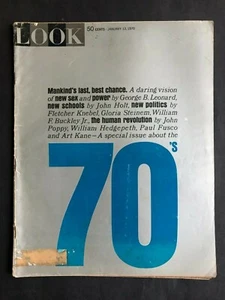 LOOK
50 CENTS · JANUARY 13, 1970
Mankind's last, best chance. A daring vision
of new sex and power by George B. Leonard,
new schools by John Holt, new politics by
Fletcher Knebel, Gloria Steinem, William
F. Buckley Jr., the human revolution by John
Poppy, William Hedgepeth, Paul Fusco
and Art Kane—A special issue about the
70's